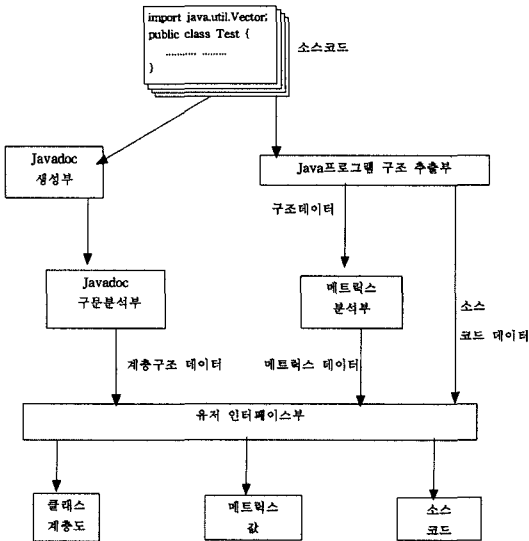 import java.util.Vector;
public class Test {
........... .........
}
소스코드
Javadoc
생성부
Java프로그램 구조 추출부
구조데이터
Javadoc
구문분석부
메트릭스
분석부
소스
코드 데이터
계층구조 데이터
메트릭스 데이터
유저 인터페이스부
클래스
계층도
메트릭스
값
소스
코드